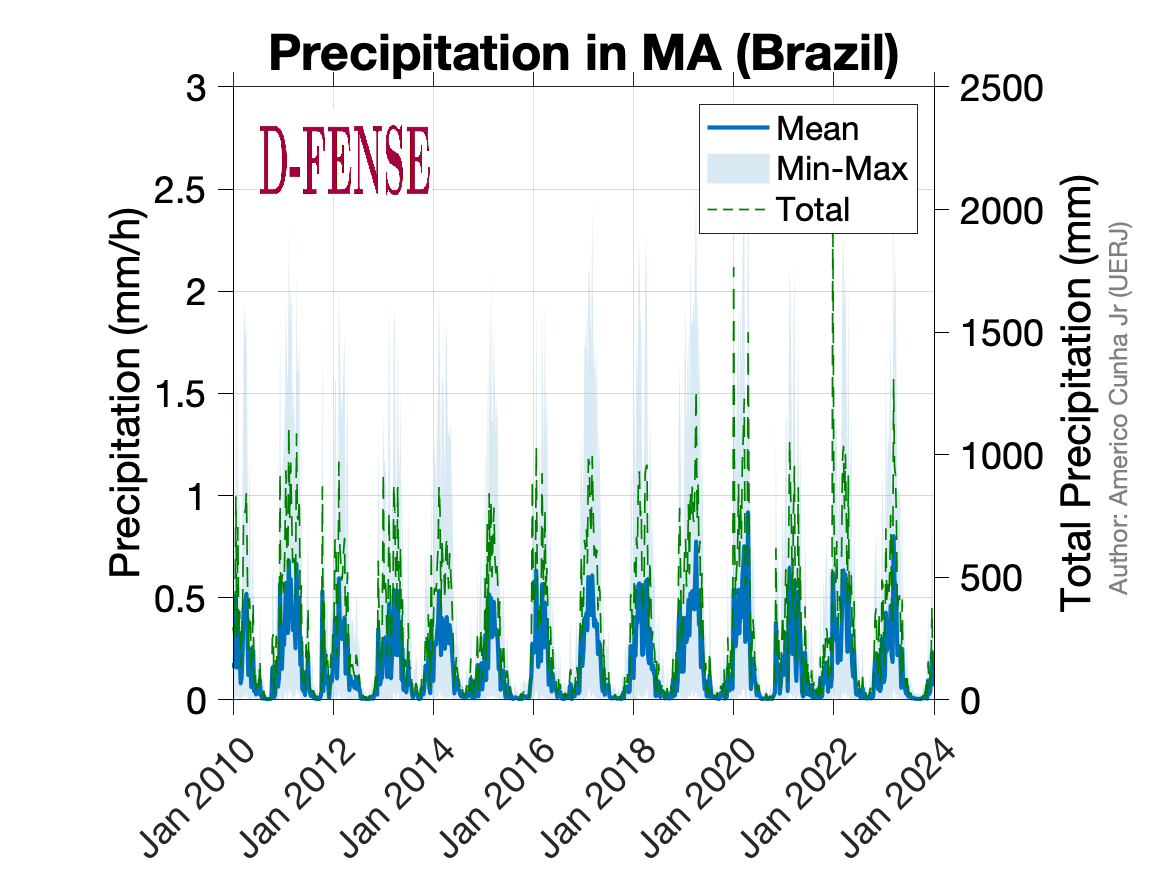 Precipitation in MA (Brazil)
D-FENSE
Mean
Min-Max
Total
Precipitation (mm/h)
3
2.5
2
1.5
1
0.5
0
2500
2000
1500
1000
500
0
Total Precipitation (mm)
Author: Americo Cunha Jr (UERJ)
Jan 2010
Jan 2012
Jan 2014
Jan 2016
Jan 2018
Jan 2020
Jan 2022
Jan 2024